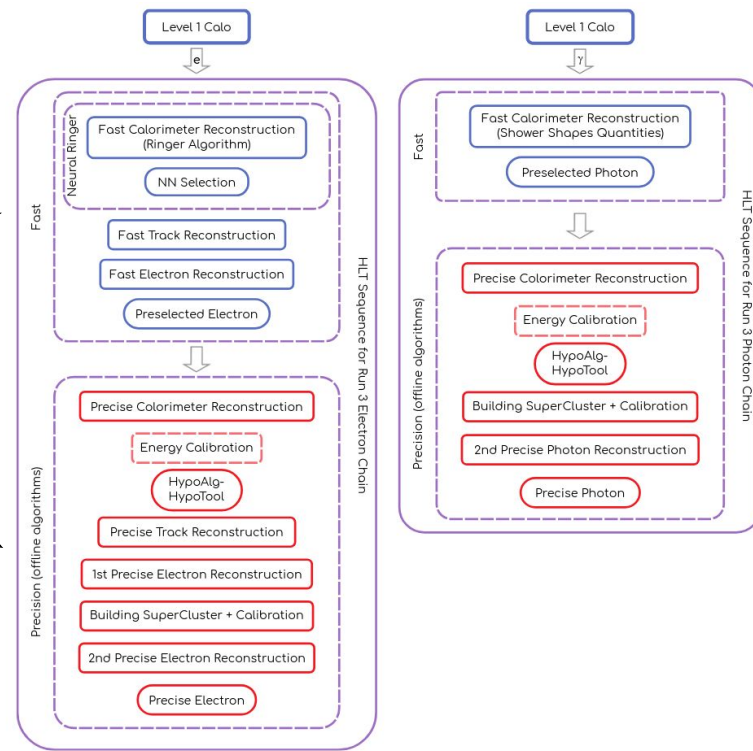 Level 1 Calo
e
Neural Ringer
Fast Calorimeter Reconstruction
(Ringer Algorithm)
NN Selection
Fast
Fast Track Reconstruction
Fast Electron Reconstruction
Preselected Electron
HLT Sequence for Run 3 Electron Chain
Precision (offline algorithms)
Precise Colorimeter Reconstruction
Energy Calibration
HypoAlg-
HypoTool
Precise Track Reconstruction
1st Precise Electron Reconstruction
Building SuperCluster + Calibration
2nd Precise Electron Reconstruction
Precise Electron
Level 1 Calo
γ
Fast
Fast Calorimeter Reconstruction
(Shower Shapes Quantities)
Preselected Photon
HLT Sequence for Run 3 Photon Chain
Precision (offline algorithms)
Precise Colorimeter Reconstruction
Energy Calibration
HypoAlg-
HypoTool
Building SuperCluster + Calibration
2nd Precise Photon Reconstruction
Precise Photon